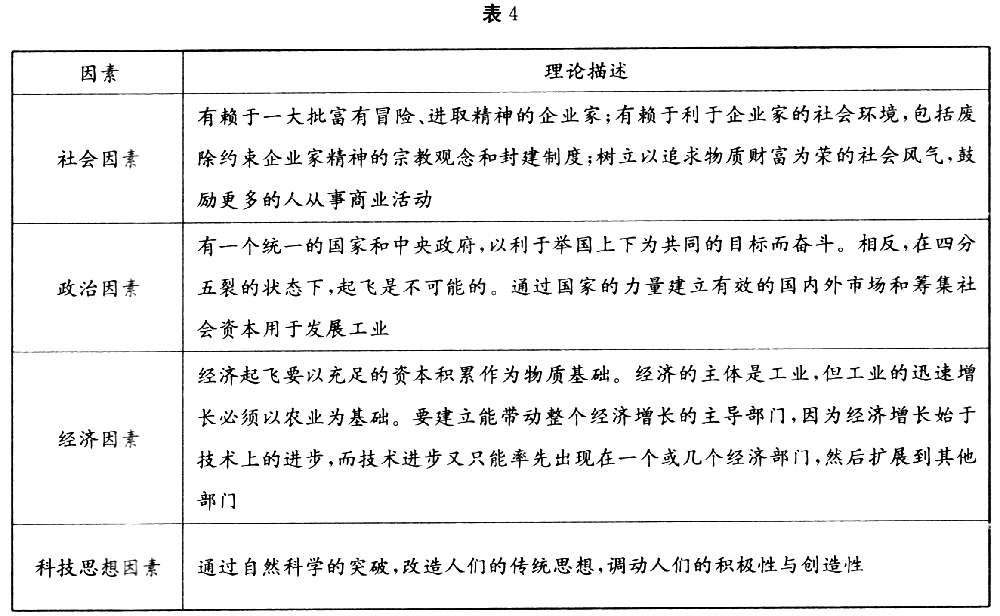 表 4
因素
理论描述
社会因素
有赖于一大批富有冒险、进取精神的企业家;有赖于利于企业家的社会环境,包括废
除约束企业家精神的宗教观念和封建制度;树立以追求物质财富为荣的社会风气,鼓
励更多的人从事商业活动
政治因素
有一个统一的国家和中央政府,以利于举国上下为共同的目标而奋斗。相反,在四分
五裂的状态下,起飞是不可能的。通过国家的力量建立有效的国内外市场和筹集社
会资本用于发展工业
经济因素
经济起飞要以充足的资本积累作为物质基础。经济的主体是工业,但工业的迅速增
长必须以农业为基础。要建立能带动整个经济增长的主导部门,因为经济增长始于
技术上的进步,而技术进步又只能率先出现在一个或几个经济部门,然后扩展到其他
部门
科技思想因素
通过自然科学的突破,改造人们的传统思想,调动人们的积极性与创造性